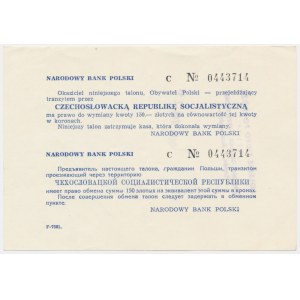 NARODOWY BANK POLSKI C № 0443714
Okaziciel niniejszego talonu, Obywatel Polski — przejeżdżający
tranzytem przez
CZECHOSŁOWACKĄ REPUBLIKĘ SOCJALISTYCZNĄ
ma prawo do wymiany kwoty 150— złotych na równowartość tej kwoty
w koronach.
Niniejszy talon zatrzymuje kasa, która dokonała wymiany.
NARODOWY BANK POLSKI
NARODOWY BANK POLSKI C № 0443714
Предъявитель настоящего талона, гражданин Польши, транзитом
проезжающий через территорию
ЧЕХОСЛОВАЦКОЙ СОЦИАЛИСТИЧЕСКОЙ РЕСПУБЛИКИ
имеет право обмена суммы 150 злотых на эквивалент этой суммы в кронах.
После совершения обмена талон следует задержать в обменном
пункте.
NARODOWY BANK POLSKI